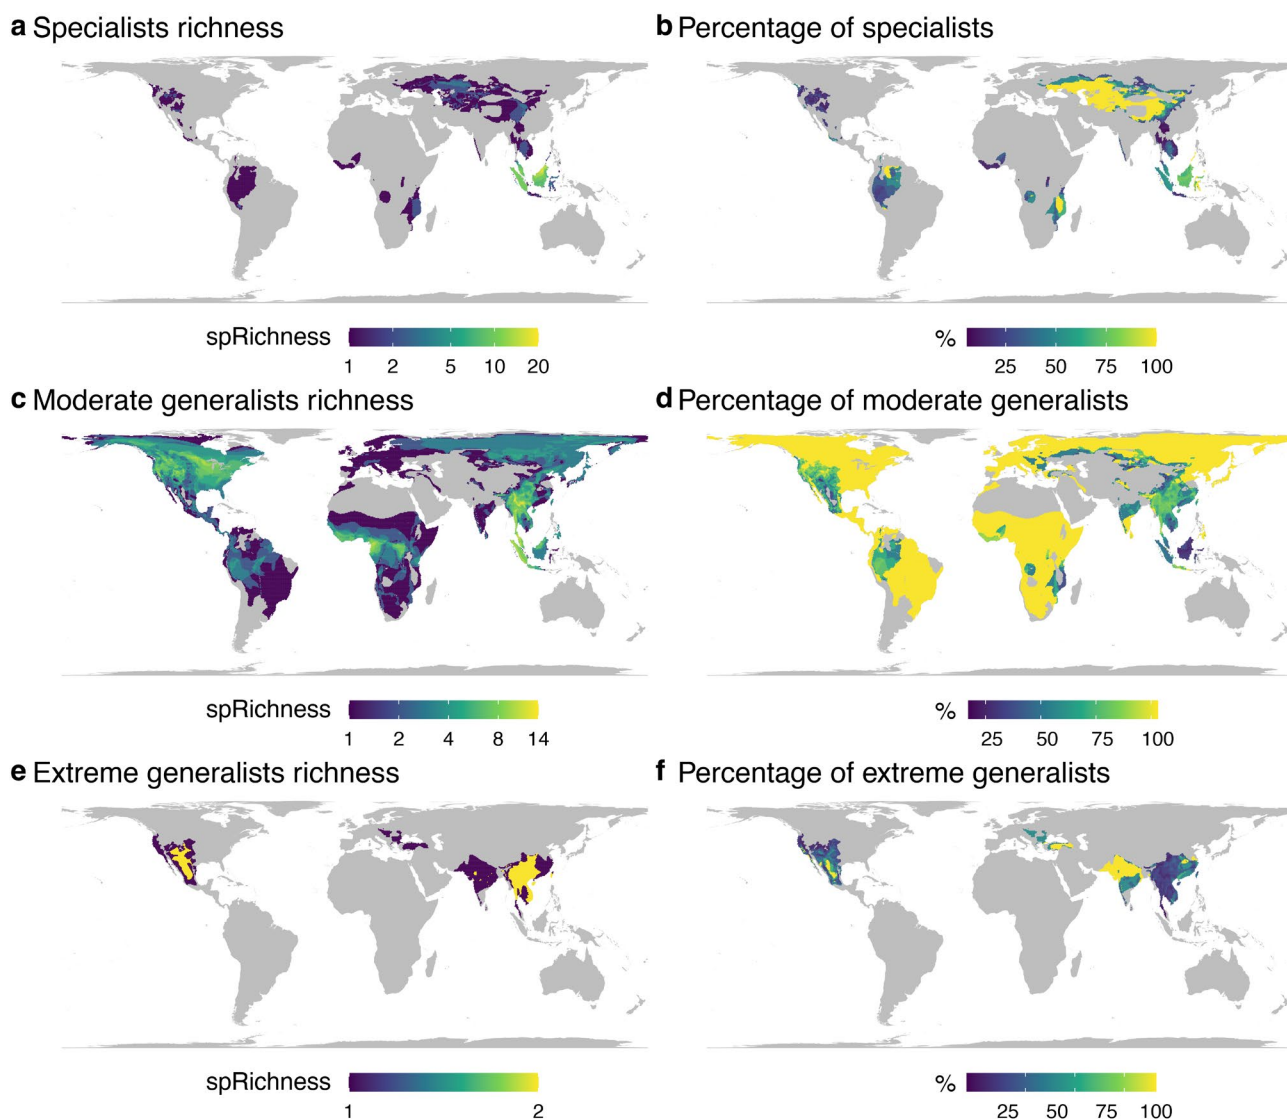 a Specialists richness
b Percentage of specialists
spRichness
1 2 5 10 20
%
25 50 75 100
c Moderate generalists richness
d Percentage of moderate generalists
spRichness
1 2 4 8 14
%
25 50 75 100
e Extreme generalists richness
f Percentage of extreme generalists
spRichness
1 2
%
25 50 75 100